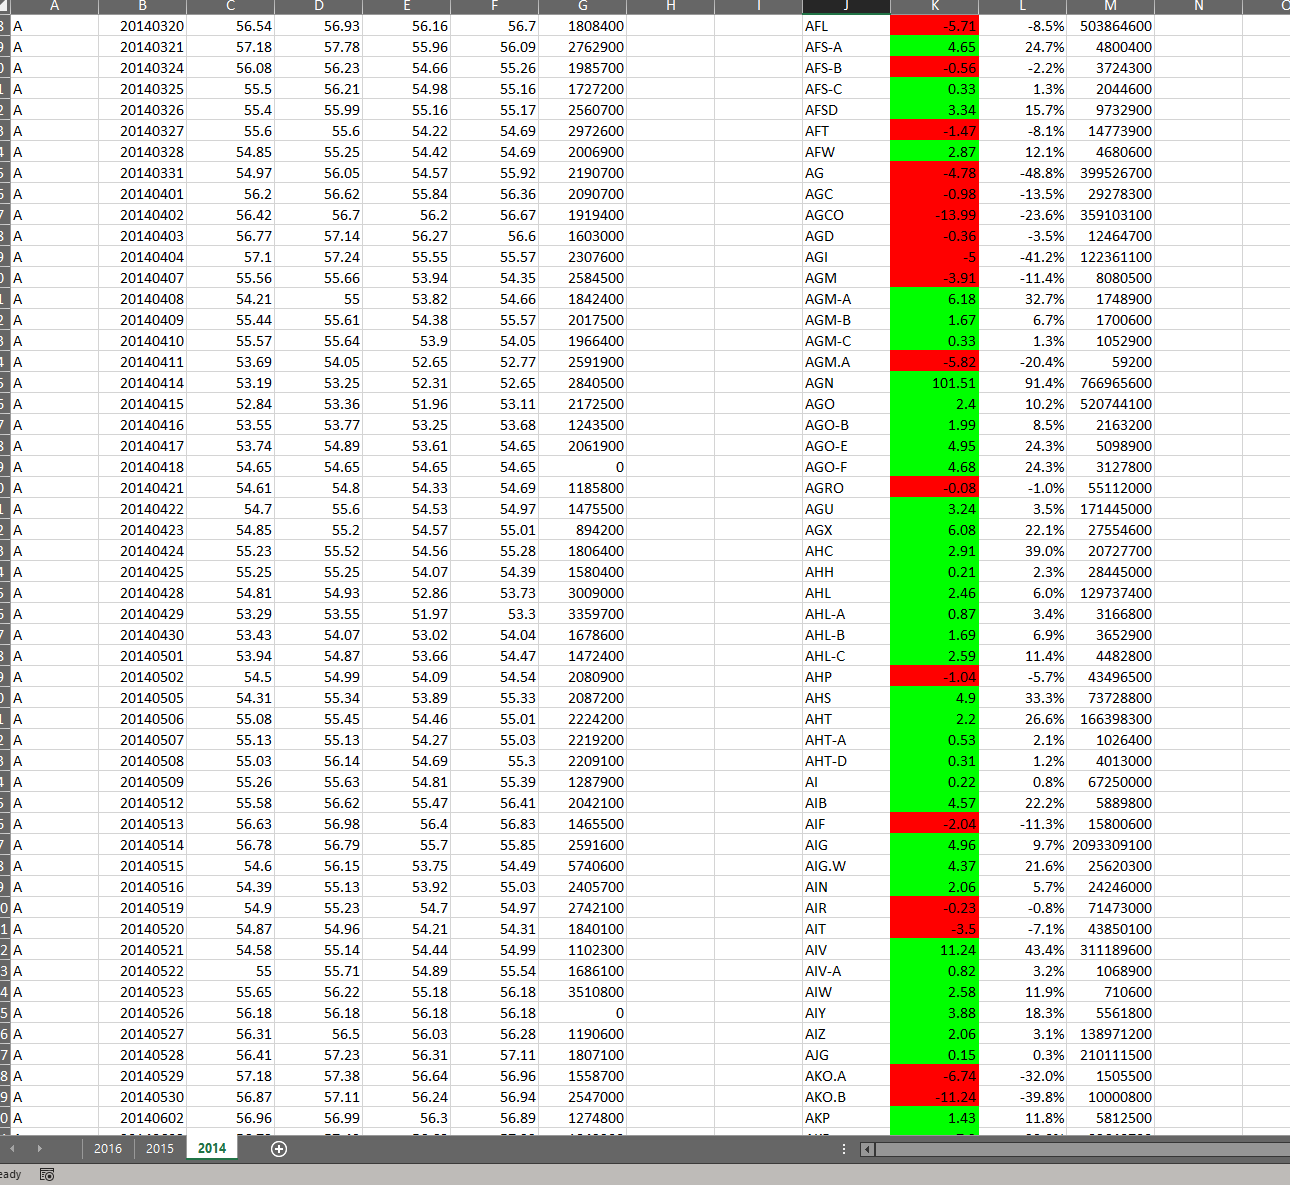 A B C D E F G H I J K L M N
A 20140320 56.54 56.93 56.16 56.7 1808400 AFL -5.71 -8.5% 503864600
A 20140321 57.18 57.78 55.96 56.09 2762900 AFS-A 4.65 24.7% 4800400
A 20140324 56.08 56.23 54.66 55.26 1985700 AFS-B -0.56 -2.2% 3724300
A 20140325 55.5 56.21 54.98 55.16 1727200 AFS-C 0.33 1.3% 2044600
A 20140326 55.4 55.99 55.16 55.17 2560700 AFSD 3.34 15.7% 9732900
A 20140327 55.6 55.6 54.22 54.69 2972600 AFT -1.47 -8.1% 14773900
A 20140328 54.85 55.25 54.42 54.69 2006900 AFW 2.87 12.1% 4680600
A 20140331 54.97 56.05 54.57 55.92 2190700 AG -4.78 -48.8% 399526700
A 20140401 56.2 56.62 55.84 56.36 2090700 AGC -0.98 -13.5% 29278300
A 20140402 56.42 56.7 56.2 56.67 1919400 AGCO -13.99 -23.6% 359103100
A 20140403 56.77 57.14 56.27 56.6 1603000 AGD -0.36 -3.5% 12464700
A 20140404 57.1 57.24 55.55 55.57 2307600 AGI -5 -41.2% 122361100
A 20140407 55.56 55.66 53.94 54.35 2584500 AGM -3.91 -11.4% 8080500
A 20140408 54.21 55 53.82 54.66 1842400 AGM-A 6.18 32.7% 1748900
A 20140409 55.44 55.61 54.38 55.57 2017500 AGM-B 1.67 6.7% 1700600
A 20140410 55.57 55.64 53.9 54.05 1966400 AGM-C 0.33 1.3% 1052900
A 20140411 53.69 54.05 52.65 52.77 2591900 AGM.A -5.82 -20.4% 59200
A 20140414 53.19 53.25 52.31 52.65 2840500 AGN 101.51 91.4% 766965600
A 20140415 52.84 53.36 51.96 53.11 2172500 AGO 2.4 10.2% 520744100
A 20140416 53.55 53.77 53.25 53.68 1243500 AGO-B 1.99 8.5% 2163200
A 20140417 53.74 54.89 53.61 54.65 2061900 AGO-E 4.95 24.3% 5098900
A 20140418 54.65 54.65 54.65 54.65 0 AGO-F 4.68 24.3% 3127800
A 20140421 54.61 54.8 54.33 54.69 1185800 AGRO -0.08 -1.0% 55112000
A 20140422 54.7 55.6 54.53 54.97 1475500 AGU 3.24 3.5% 171445000
A 20140423 54.85 55.2 54.57 55.01 894200 AGX 6.08 22.1% 27554600
A 20140424 55.23 55.52 54.56 55.28 1806400 AHC 2.91 39.0% 20727700
A 20140425 55.25 55.25 54.07 54.39 1580400 AHH 0.21 2.3% 28445000
A 20140428 54.81 54.93 52.86 53.73 3009000 AHL 2.46 6.0% 129737400
A 20140429 53.29 53.55 51.97 53.3 3359700 AHL-A 0.87 3.4% 3166800
A 20140430 53.43 54.07 53.02 54.04 1678600 AHL-B 1.69 6.9% 3652900
A 20140501 53.94 54.87 53.66 54.47 1472400 AHL-C 2.59 11.4% 4482800
A 20140502 54.5 54.99 54.09 54.54 2080900 AHP -1.04 -5.7% 43496500
A 20140505 54.31 55.34 53.89 55.33 2087200 AHS 4.9 33.3% 73728800
A 20140506 55.08 55.45 54.46 55.01 2224200 AHT 2.2 26.6% 166398300
A 20140507 55.13 55.13 54.27 55.03 2219200 AHT-A 0.53 2.1% 1026400
A 20140508 55.03 56.14 54.69 55.3 2209100 AHT-D 0.31 1.2% 4013000
A 20140509 55.26 55.63 54.81 55.39 1287900 AI 0.22 0.8% 67250000
A 20140512 55.58 56.62 55.47 56.41 2042100 AIB 4.57 22.2% 5889800
A 20140513 56.63 56.98 56.4 56.83 1465500 AIF -2.04 -11.3% 15800600
A 20140514 56.78 56.79 55.7 55.85 2591600 AIG 4.96 9.7% 2093309100
A 20140515 54.6 56.15 53.75 54.49 5740600 AIG.W 4.37 21.6% 25620300
A 20140516 54.39 55.13 53.92 55.03 2405700 AIN 2.06 5.7% 24246000
A 20140519 54.9 55.23 54.7 54.97 2742100 AIR -0.23 -0.8% 71473000
A 20140520 54.87 54.96 54.21 54.31 1840100 AIT -3.5 -7.1% 43850100
A 20140521 54.58 55.14 54.44 54.99 1102300 AIV 11.24 43.4% 311189600
A 20140522 55 55.71 54.89 55.54 1686100 AIV-A 0.82 3.2% 1068900
A 20140523 55.65 56.22 55.18 56.18 3510800 AIW 2.58 11.9% 710600
A 20140526 56.18 56.18 56.18 56.18 0 AIY 3.88 18.3% 5561800
A 20140527 56.31 56.5 56.03 56.28 1190600 AIZ 2.06 3.1% 138971200
A 20140528 56.41 57.23 56.31 57.11 1807100 AJG 0.15 0.3% 210111500
A 20140529 57.18 57.38 56.64 56.96 1558700 AKO.A -6.74 -32.0% 1505500
A 20140530 56.87 57.11 56.24 56.94 2547000 AKO.B -11.24 -39.8% 10000800
A 20140602 56.96 56.99 56.3 56.89 1274800 AKP 1.43 11.8% 5812500
2016 2015 2014